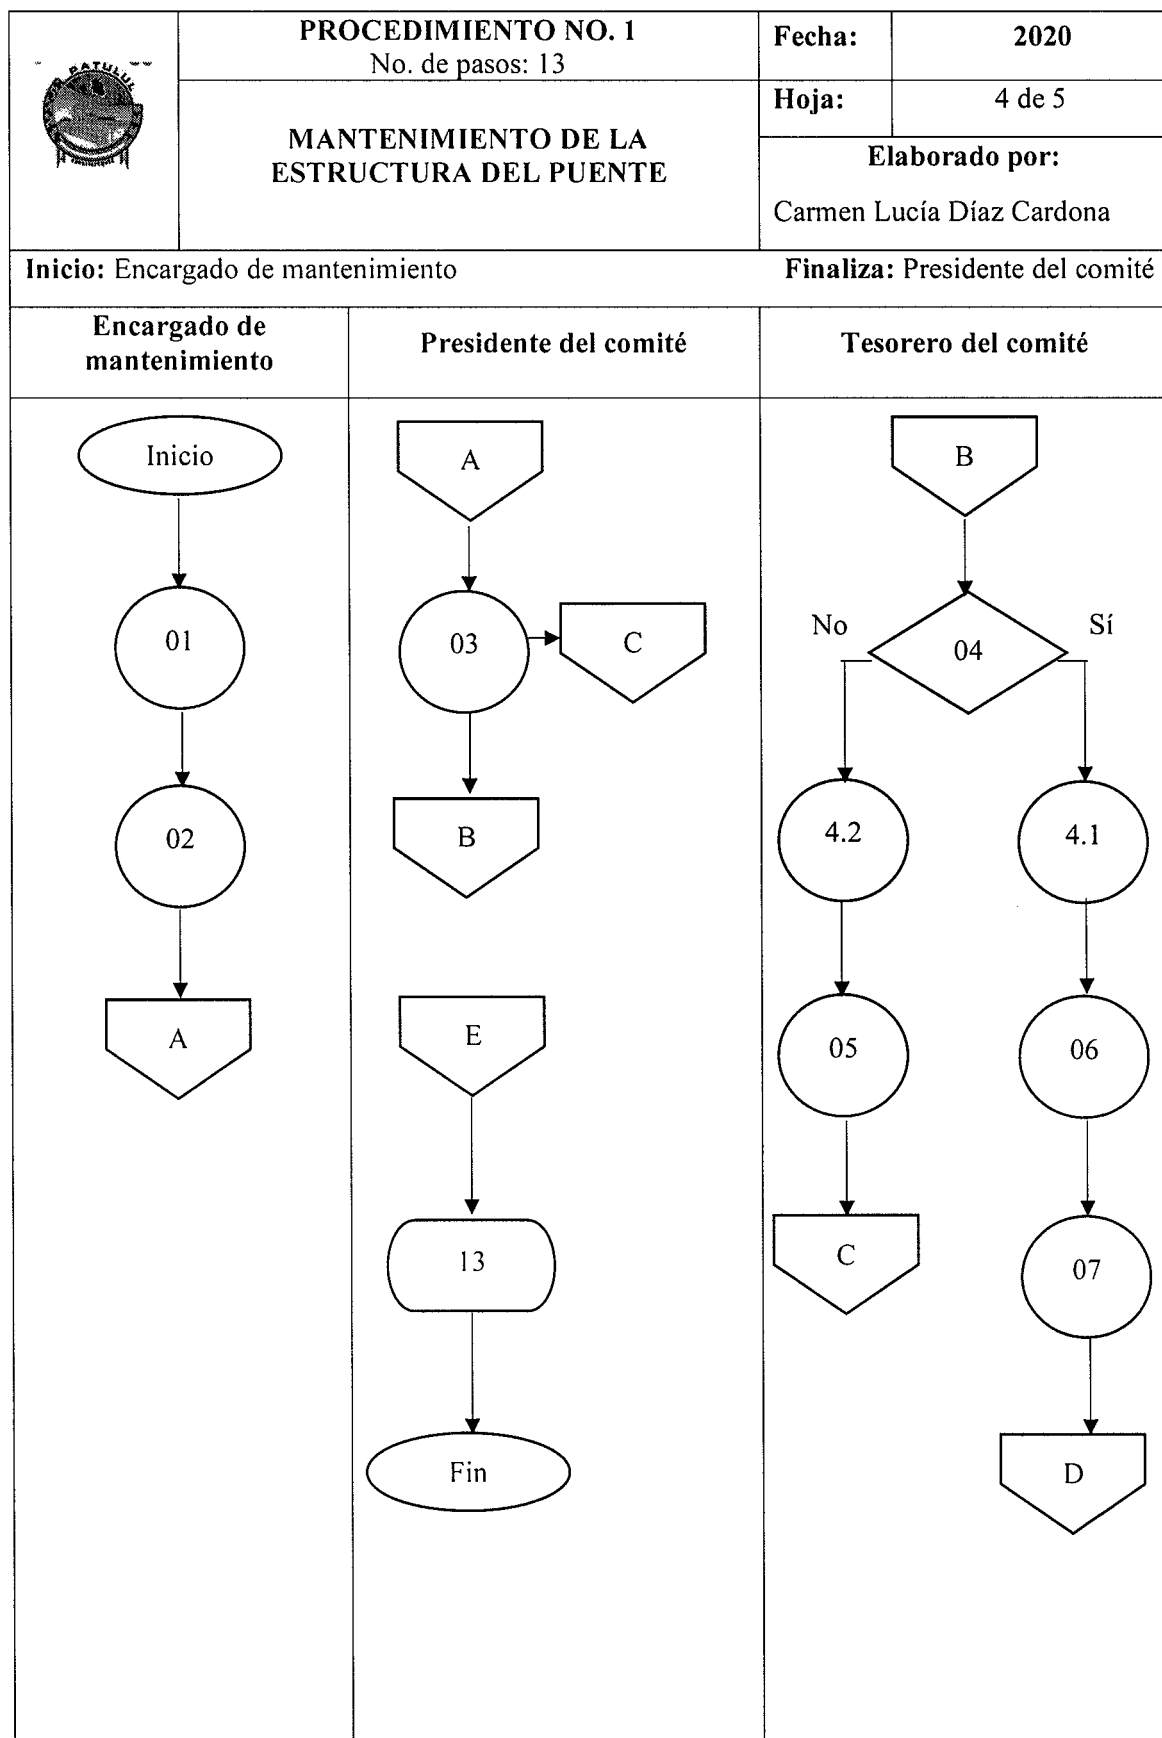 PROCEDIMIENTO NO. 1
No. de pasos: 13
Fecha:
2020
PATULUL
MANTENIMIENTO DE LA
ESTRUCTURA DEL PUENTE
Hoja:
4 de 5
Elaborado por:
Carmen Lucía Díaz Cardona
Inicio: Encargado de mantenimiento
Finaliza: Presidente del comité
Encargado de
mantenimiento
Presidente del comité
Tesorero del comité
Inicio
01
02
A
A
03
C
B
E
13
Fin
B
No
04
Sí
4.2
4.1
05
06
C
07
D